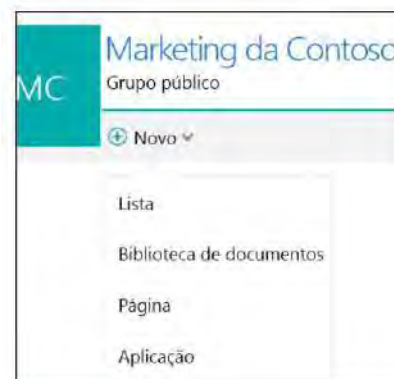 MC
Marketing da Contoso
Grupo público
Novo
Lista
Biblioteca de documentos
Página
Aplicação